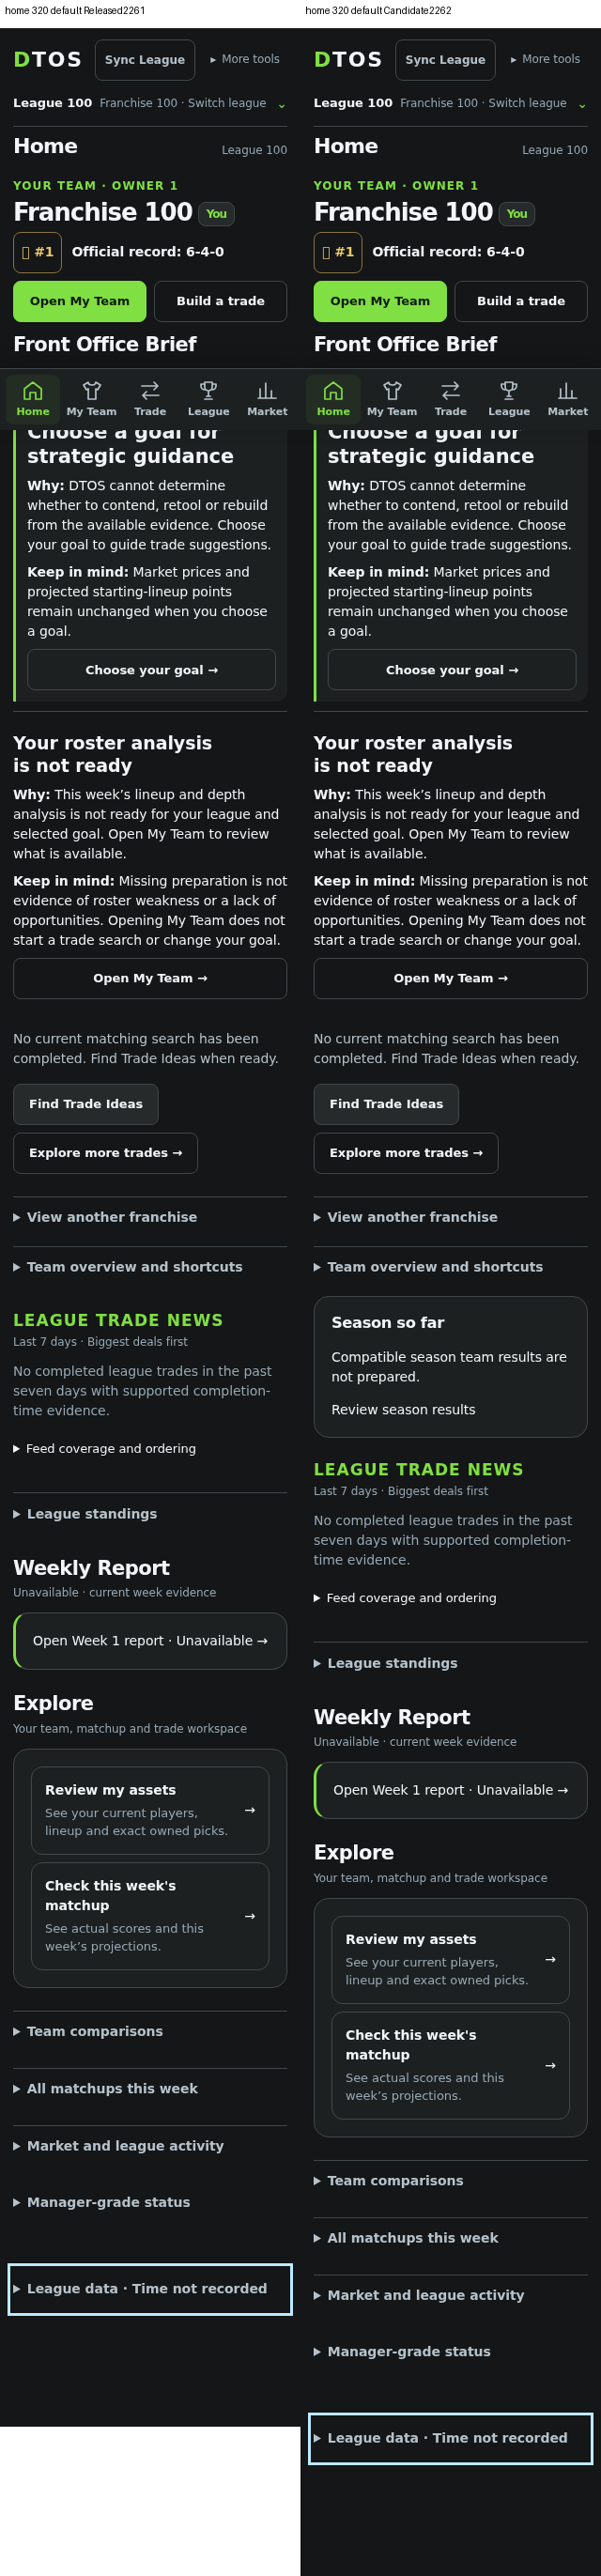 home 320 default Released2261
DTOS
Sync League
▸ More tools
League 100 Franchise 100 · Switch league ⌄
Home
League 100
YOUR TEAM · OWNER 1
Franchise 100 You
#1 Official record: 6-4-0
Open My Team
Build a trade
Front Office Brief
Home My Team Trade League Market
Choose a goal for
strategic guidance
Why: DTOS cannot determine
whether to contend, retool or rebuild
from the available evidence. Choose
your goal to guide trade suggestions.
Keep in mind: Market prices and
projected starting-lineup points
remain unchanged when you choose
a goal.
Choose your goal →
Your roster analysis
is not ready
Why: This week’s lineup and depth
analysis is not ready for your league and
selected goal. Open My Team to review
what is available.
Keep in mind: Missing preparation is not
evidence of roster weakness or a lack of
opportunities. Opening My Team does not
start a trade search or change your goal.
Open My Team →
No current matching search has been
completed. Find Trade Ideas when ready.
Find Trade Ideas
Explore more trades →
▶ View another franchise
▶ Team overview and shortcuts
LEAGUE TRADE NEWS
Last 7 days · Biggest deals first
No completed league trades in the past
seven days with supported completion-
time evidence.
▶ Feed coverage and ordering
▶ League standings
Weekly Report
Unavailable · current week evidence
Open Week 1 report · Unavailable →
Explore
Your team, matchup and trade workspace
Review my assets
See your current players,
lineup and exact owned picks.
→
Check this week's
matchup
See actual scores and this
week’s projections.
→
▶ Team comparisons
▶ All matchups this week
▶ Market and league activity
▶ Manager-grade status
▶ League data · Time not recorded
home 320 default Candidate2262
DTOS
Sync League
▸ More tools
League 100 Franchise 100 · Switch league ⌄
Home
League 100
YOUR TEAM · OWNER 1
Franchise 100 You
#1 Official record: 6-4-0
Open My Team
Build a trade
Front Office Brief
Home My Team Trade League Market
Choose a goal for
strategic guidance
Why: DTOS cannot determine
whether to contend, retool or rebuild
from the available evidence. Choose
your goal to guide trade suggestions.
Keep in mind: Market prices and
projected starting-lineup points
remain unchanged when you choose
a goal.
Choose your goal →
Your roster analysis
is not ready
Why: This week’s lineup and depth
analysis is not ready for your league and
selected goal. Open My Team to review
what is available.
Keep in mind: Missing preparation is not
evidence of roster weakness or a lack of
opportunities. Opening My Team does not
start a trade search or change your goal.
Open My Team →
No current matching search has been
completed. Find Trade Ideas when ready.
Find Trade Ideas
Explore more trades →
▶ View another franchise
▶ Team overview and shortcuts
Season so far
Compatible season team results are
not prepared.
Review season results
LEAGUE TRADE NEWS
Last 7 days · Biggest deals first
No completed league trades in the past
seven days with supported completion-
time evidence.
▶ Feed coverage and ordering
▶ League standings
Weekly Report
Unavailable · current week evidence
Open Week 1 report · Unavailable →
Explore
Your team, matchup and trade workspace
Review my assets
See your current players,
lineup and exact owned picks.
→
Check this week's
matchup
See actual scores and this
week’s projections.
→
▶ Team comparisons
▶ All matchups this week
▶ Market and league activity
▶ Manager-grade status
▶ League data · Time not recorded